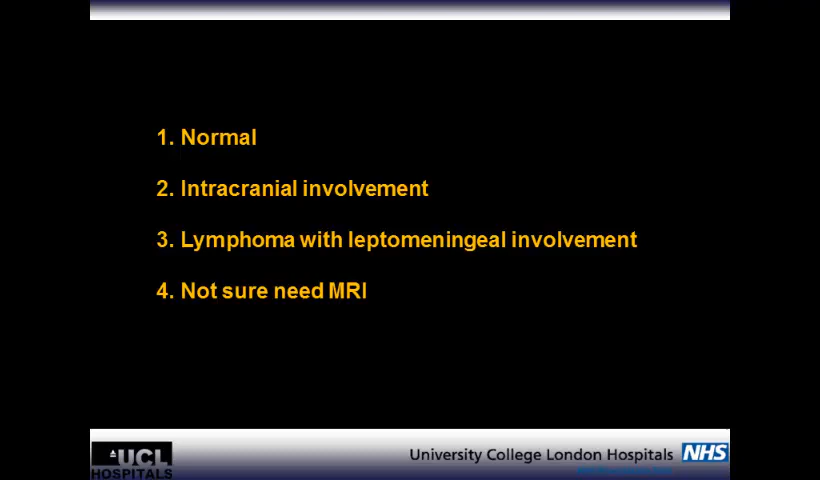 1. Normal
2. Intracranial involvement
3. Lymphoma with leptomeningeal involvement
4. Not sure need MRI
UCL
HOSPITALS
University College London Hospitals NHS